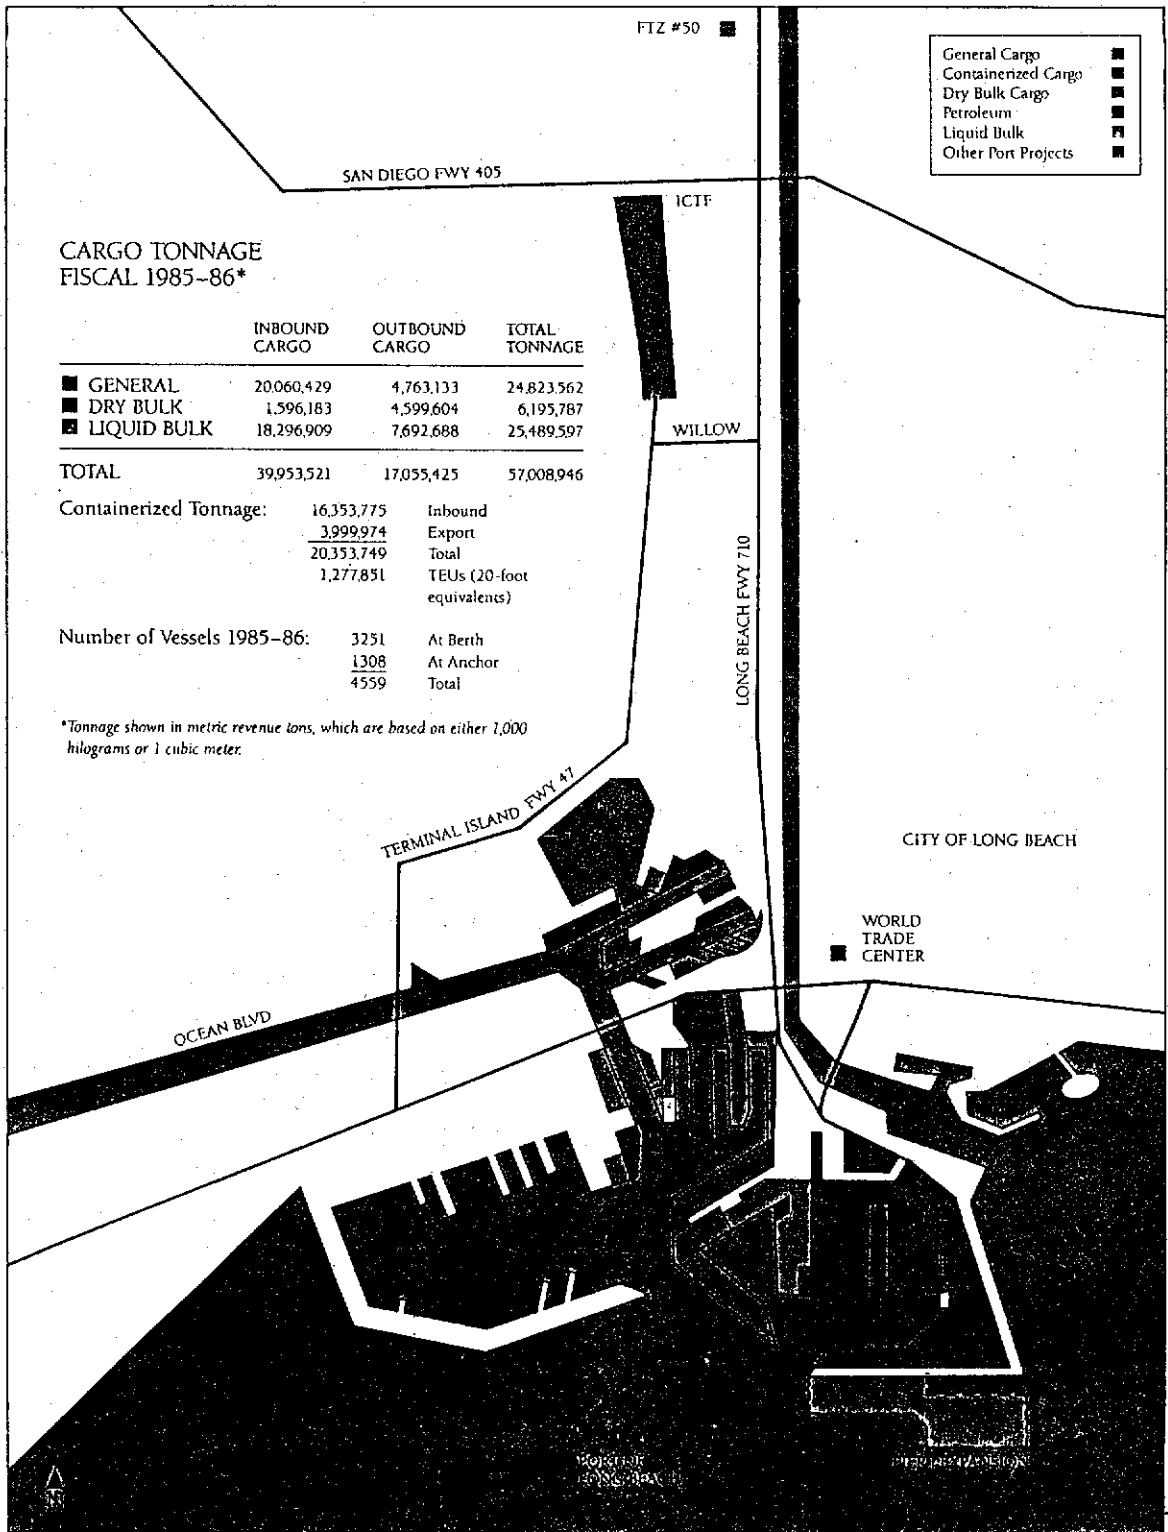 FTZ #50
General Cargo
Containerized Cargo
Dry Bulk Cargo
Petroleum
Liquid Bulk
Other Port Projects
SAN DIEGO FWY 405
ICTF
CARGO TONNAGE
FISCAL 1985–86*
INBOUND CARGO OUTBOUND CARGO TOTAL TONNAGE
GENERAL 20,060,429 4,763,133 24,823,562
DRY BULK 1,596,183 4,599,604 6,195,787
LIQUID BULK 18,296,909 7,692,688 25,489,597
TOTAL 39,953,521 17,055,425 57,008,946
WILLOW
Containerized Tonnage: 16,353,775 Inbound
3,999,974 Export
20,353,749 Total
1,277,851 TEUs (20-foot
equivalents)
LONG BEACH FWY 710
Number of Vessels 1985–86: 3251 At Berth
1308 At Anchor
4559 Total
*Tonnage shown in metric revenue tons, which are based on either 1,000
kilograms or 1 cubic meter.
TERMINAL ISLAND FWY 47
CITY OF LONG BEACH
WORLD
TRADE
CENTER
OCEAN BLVD
PORT OF
LONG BEACH
EXPANSION
N